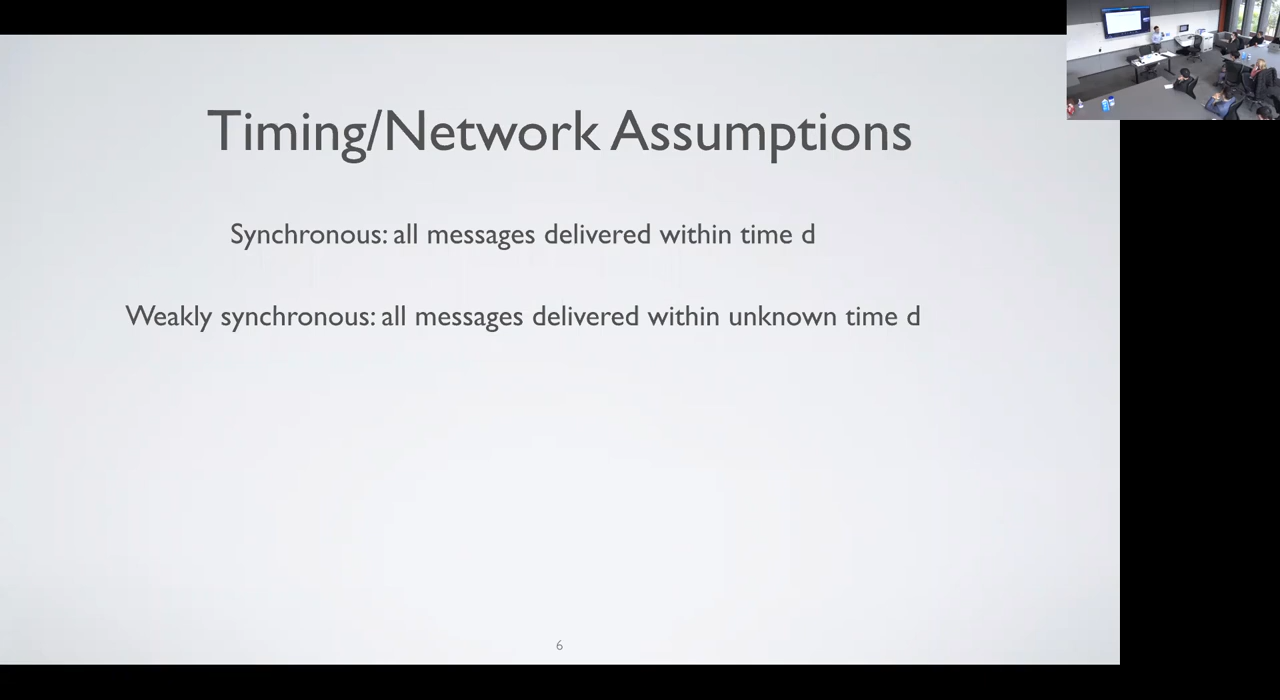 Timing/Network Assumptions
Synchronous: all messages delivered within time d
Weakly synchronous: all messages delivered within unknown time d
6